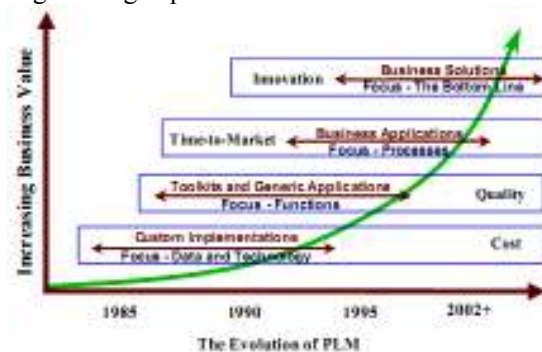 Increasing Business Value
Innovation
Business Solutions
Focus - The Bottom Line
Time-to-Market
Business Applications
Focus - Processes
Toolkits and Generic Applications
Focus - Functions
Quality
Custom Implementations
Focus - Data and Technology
Cost
1985 1990 1995 2002+
The Evolution of PLM